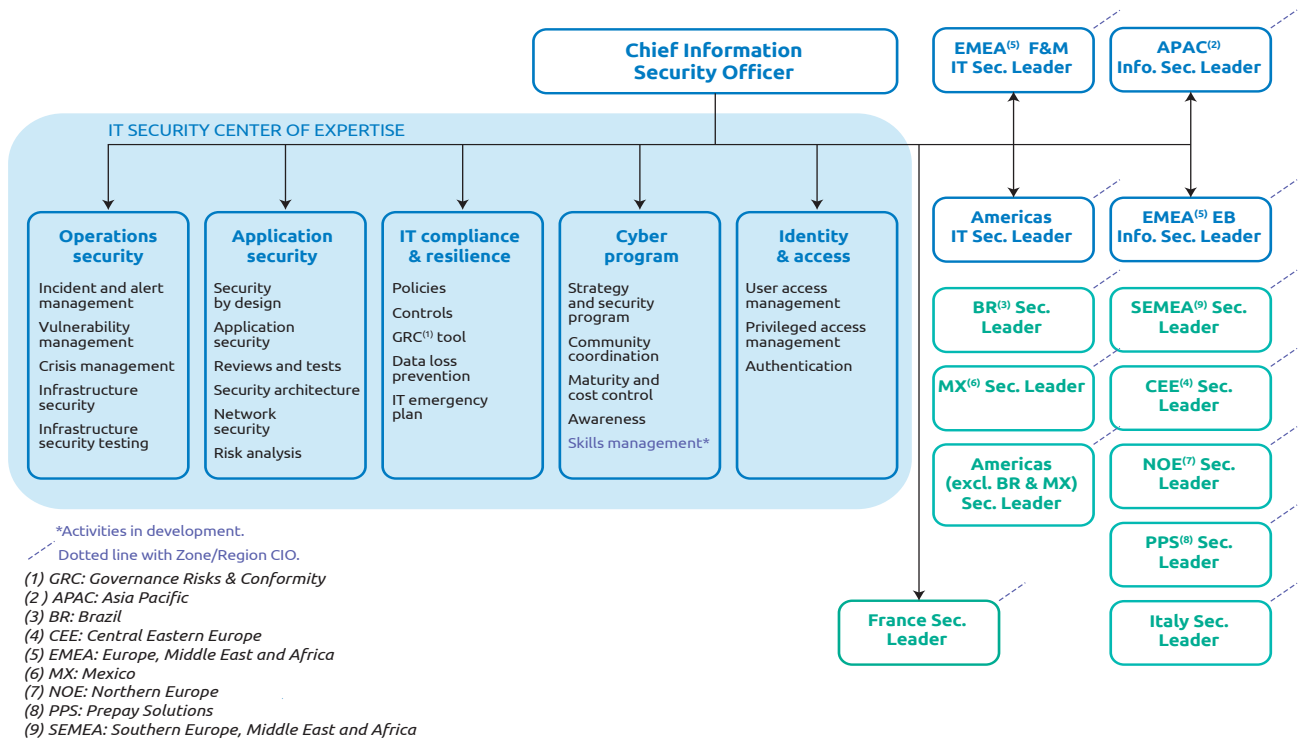 Chief Information
Security Officer
EMEA(5) F&M
IT Sec. Leader
APAC(2)
Info. Sec. Leader
IT SECURITY CENTER OF EXPERTISE
Operations
security
Incident and alert
management
Vulnerability
management
Crisis management
Infrastructure
security
Infrastructure
security testing
Application
security
Security
by design
Application
security
Reviews and tests
Security architecture
Network
security
Risk analysis
IT compliance
& resilience
Policies
Controls
GRC(1) tool
Data loss
prevention
IT emergency
plan
Cyber
program
Strategy
and security
program
Community
coordination
Maturity and
cost control
Awareness
Skills management*
Identity
& access
User access
management
Privileged access
management
Authentication
Americas
IT Sec. Leader
EMEA(5) EB
Info. Sec. Leader
BR(3) Sec.
Leader
SEMEA(9) Sec.
Leader
MX(6) Sec. Leader
CEE(4) Sec.
Leader
Americas
(excl. BR & MX)
Sec. Leader
NOE(7) Sec.
Leader
PPS(8) Sec.
Leader
France Sec.
Leader
Italy Sec.
Leader
*Activities in development.
Dotted line with Zone/Region CIO.
(1) GRC: Governance Risks & Conformity
(2 ) APAC: Asia Pacific
(3) BR: Brazil
(4) CEE: Central Eastern Europe
(5) EMEA: Europe, Middle East and Africa
(6) MX: Mexico
(7) NOE: Northern Europe
(8) PPS: Prepay Solutions
(9) SEMEA: Southern Europe, Middle East and Africa